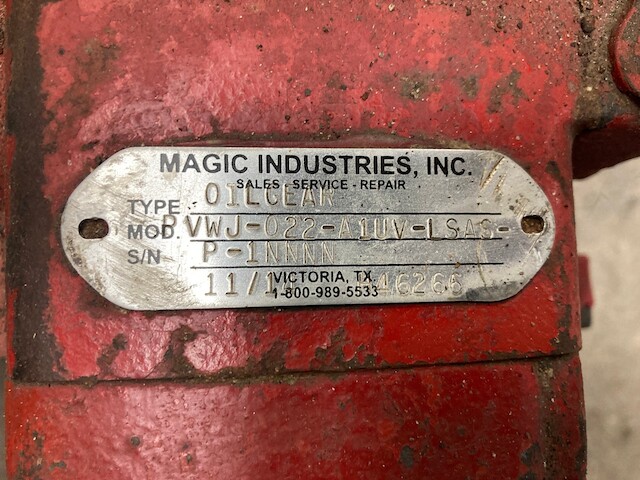 MAGIC INDUSTRIES, INC.
SALES - SERVICE - REPAIR
TYPE OILGEAR
MOD. PVWJ-022-A1UV-LSAS-
S/N P-1NNNN
VICTORIA, TX.
11/14 46266
1-800-989-5533